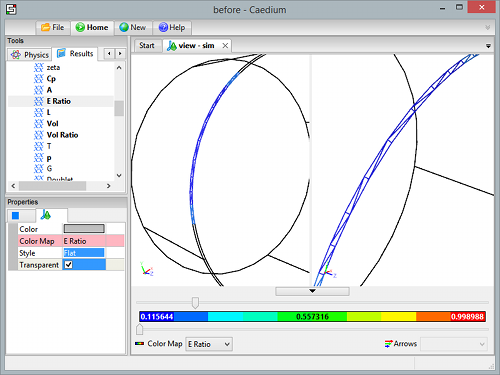 before - Caedium
File Home New Help
Tools
Physics Results
zeta
Cp
A
E Ratio
L
Vol
Vol Ratio
T
p
G
Doublet
Properties
Color
Color Map E Ratio
Style Flat
Transparent
Start view - sim
0.115644 0.557316 0.998988
Color Map E Ratio Arrows